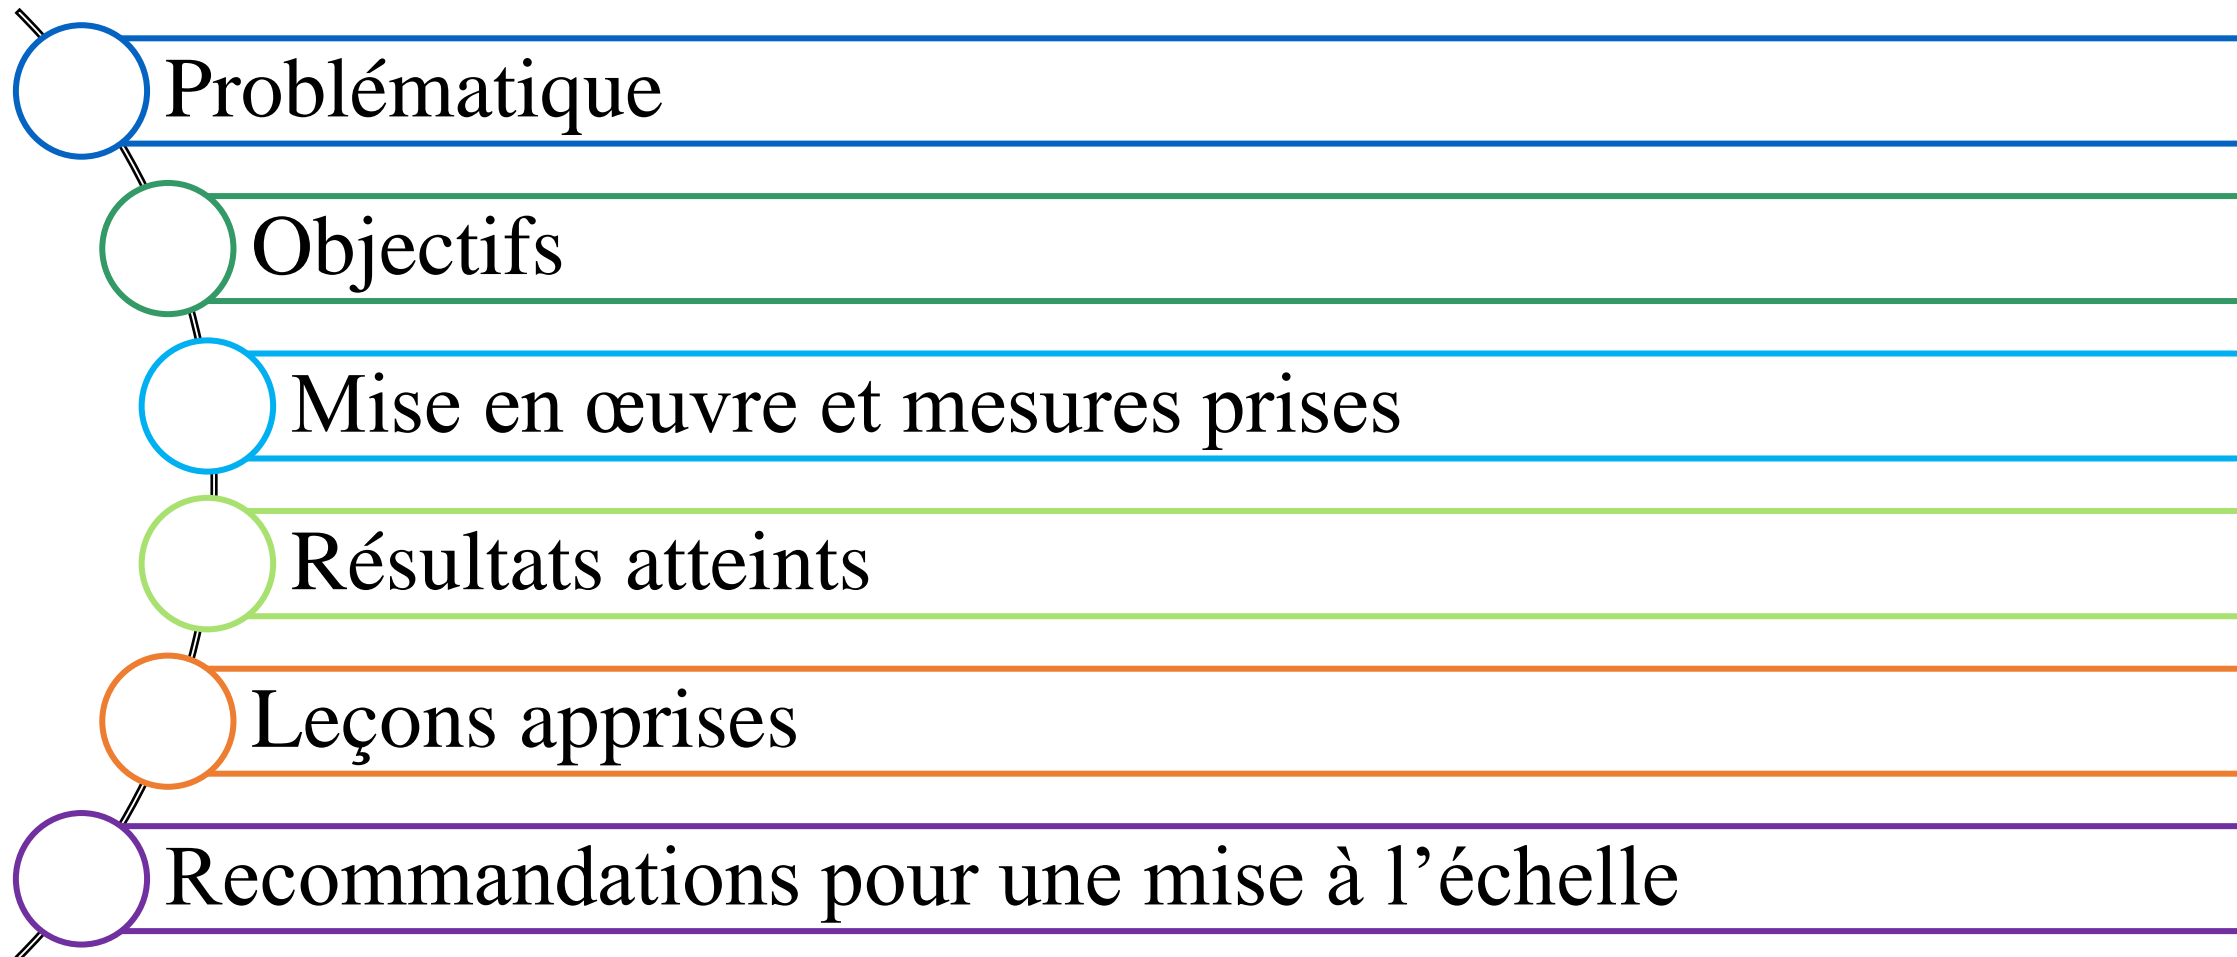 Problématique
Objectifs
Mise en œuvre et mesures prises
Résultats atteints
Leçons apprises
Recommandations pour une mise à l’échelle